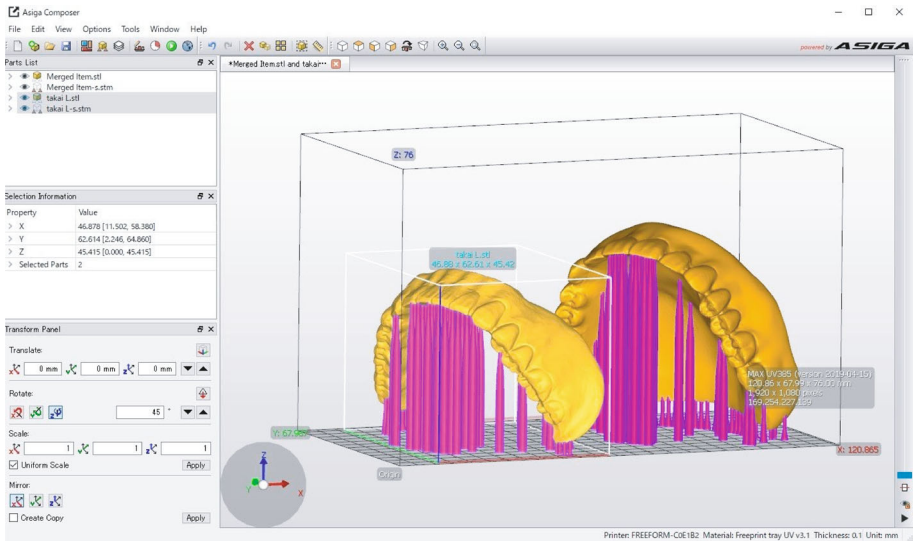 Asiga Composer
File Edit View Options Tools Window Help
powered by ASIGA
Parts List
*Merged Item.stl and takai···
Merged Item.stl
Merged Item-s.stm
takai L.stl
takai L-s.stm
Selection Information
Property Value
X 46.878 [11.502, 58.380]
Y 62.614 [2.246, 64.860]
Z 45.415 [0.000, 45.415]
Selected Parts 2
Transform Panel
Translate:
0 mm 0 mm 0 mm
Rotate:
45 °
Scale:
1 1 1
Uniform Scale Apply
Mirror:
Create Copy Apply
Z: 76
takai L.stl
46.88 x 62.61 x 45.42
MAX UV385 (version 2019-04-15)
120.86 x 67.99 x 76.00 mm
1,920 x 1,080 pixels
169.254.227.139
X: 120.865
Origin
Z
Y
X
Printer: FREEFORM-C0E1B2 Material: Freeprint tray UV v3.1 Thickness: 0.1 Unit: mm